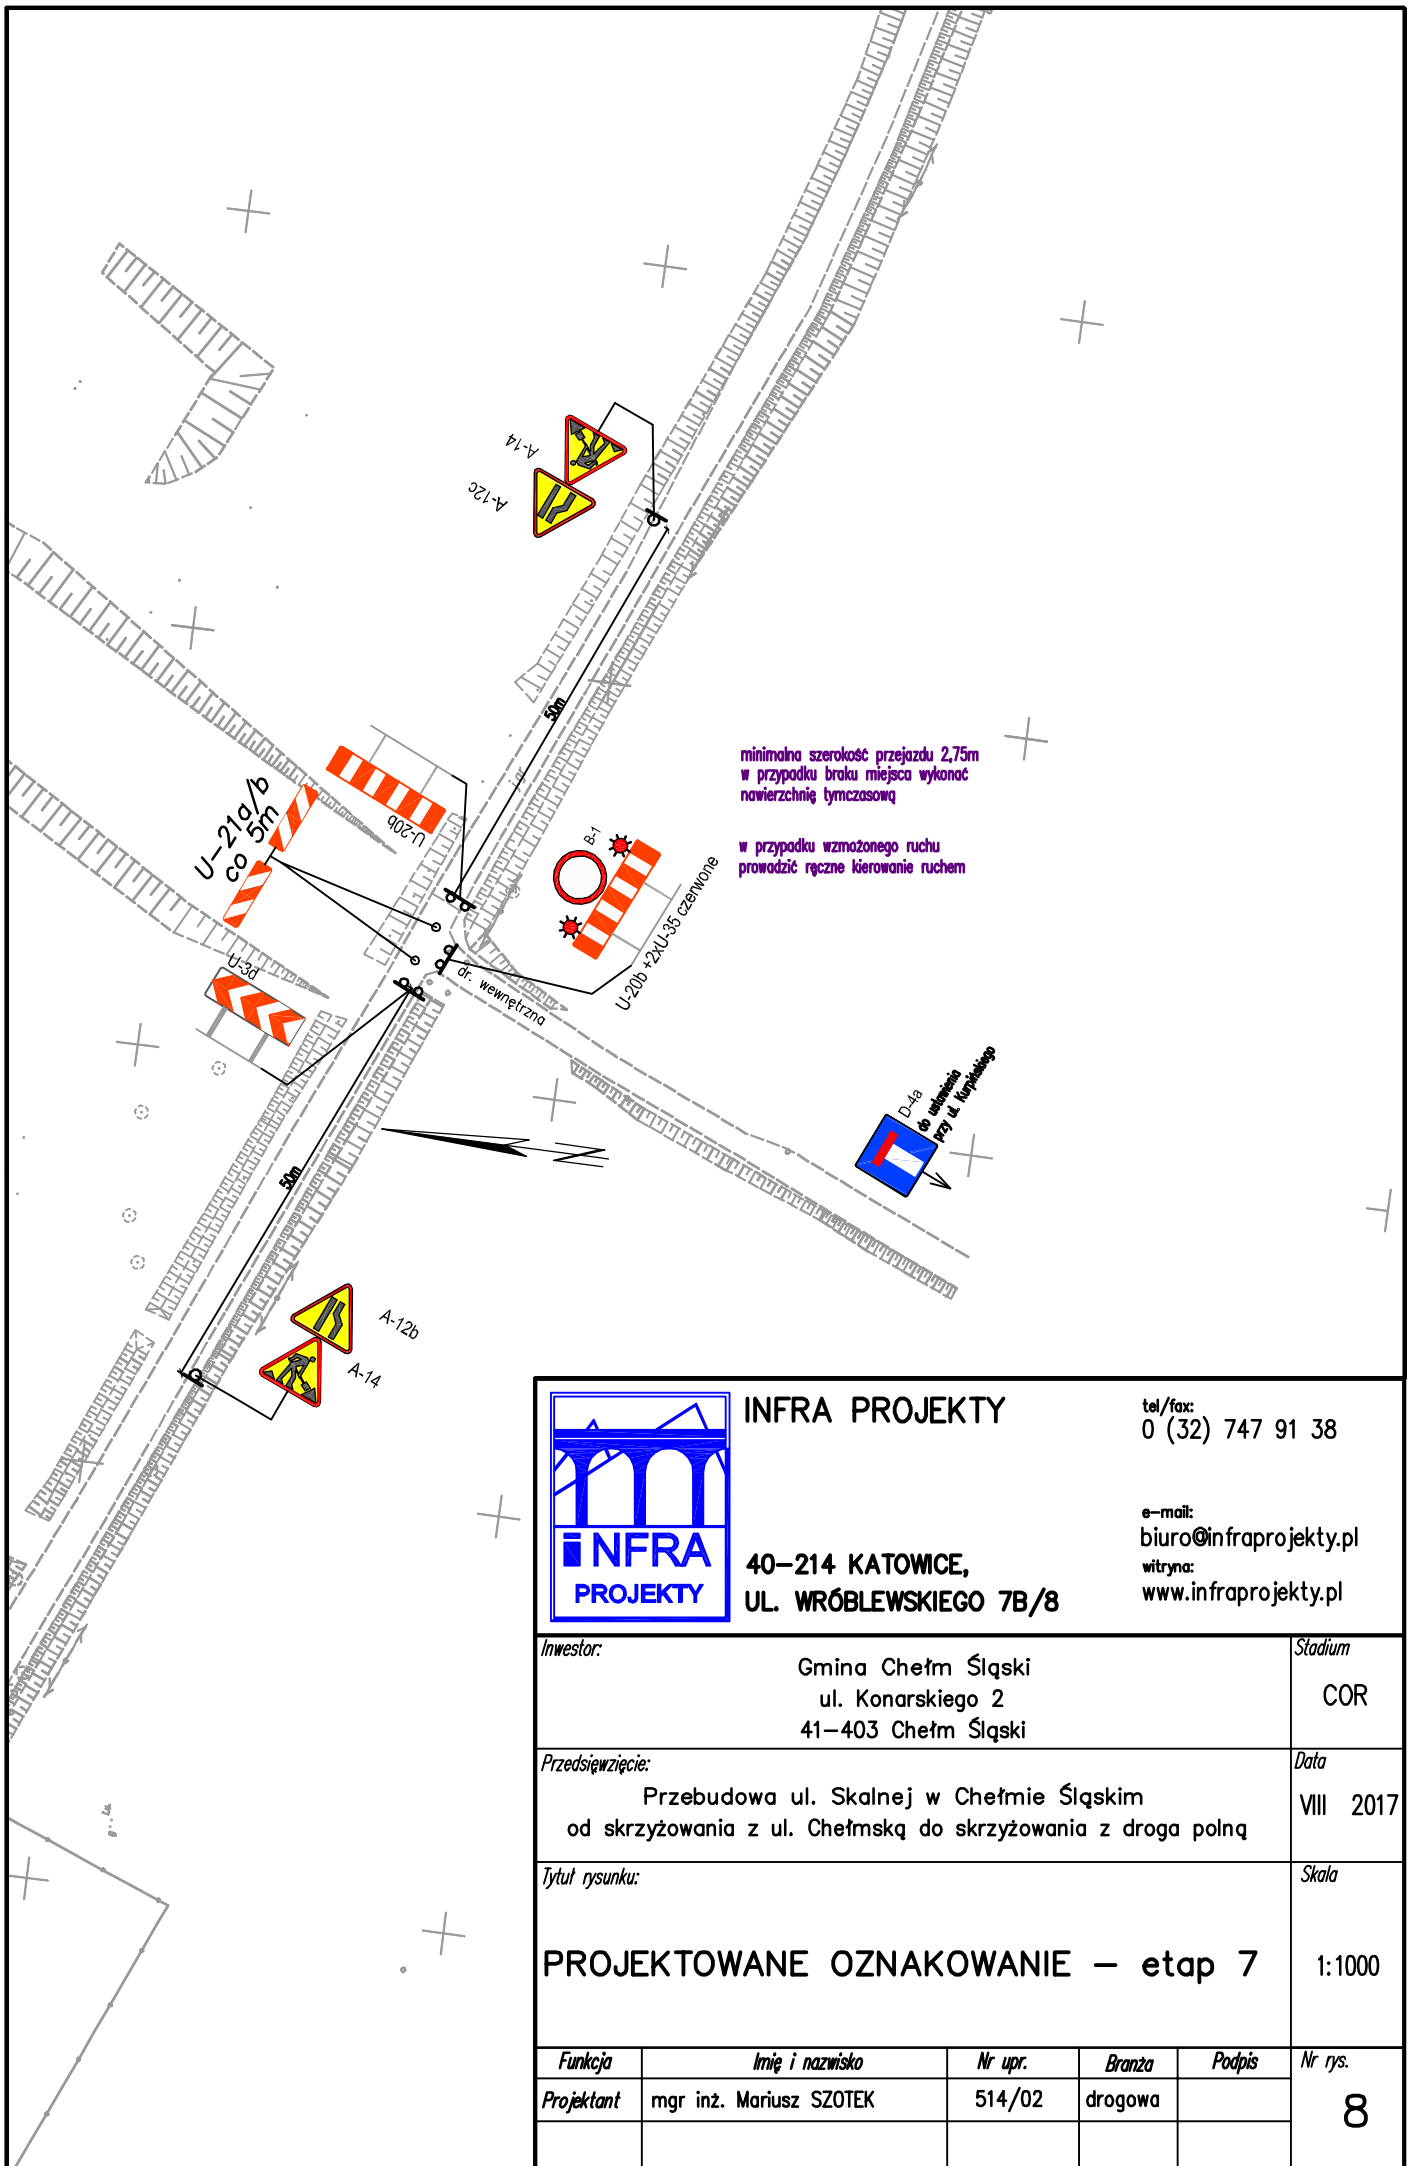 A-14
A-12c
50m
minimalna szerokość przejazdu 2,75m
w przypadku braku miejsca wykonać
nawierzchnię tymczasową
w przypadku wzmożonego ruchu
prowadzić ręczne kierowanie ruchem
U-21a/b
co 5m
U-20b
gr
B-1
U-20b +2xU-35 czerwone
U-3d
dr. wewnętrzna
D-4a
do ustawienia
przy ul. Kurpińskiego
N
50m
A-12b
A-14
INFRA PROJEKTY
tel/fax:
0 (32) 747 91 38
e-mail:
biuro@infraprojekty.pl
witryna:
www.infraprojekty.pl
INFRA
PROJEKTY
40-214 KATOWICE,
UL. WRÓBLEWSKIEGO 7B/8
Inwestor:
Gmina Chełm Śląski
ul. Konarskiego 2
41-403 Chełm Śląski
Stadium
COR
Przedsięwzięcie:
Przebudowa ul. Skalnej w Chełmie Śląskim
od skrzyżowania z ul. Chełmską do skrzyżowania z droga polną
Data
VIII 2017
Tytuł rysunku:
PROJEKTOWANE OZNAKOWANIE - etap 7
Skala
1:1000
Funkcja Imię i nazwisko Nr upr. Branża Podpis
Projektant mgr inż. Mariusz SZOTEK 514/02 drogowa
Nr rys.
8